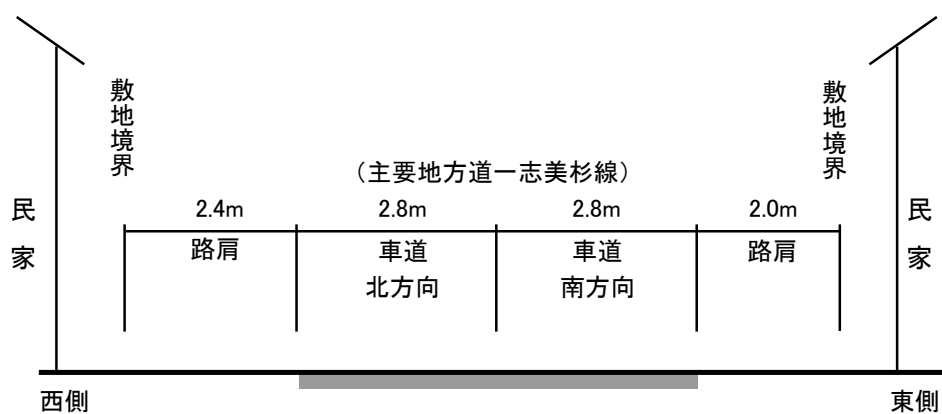 敷地境界
敷地境界
（主要地方道一志美杉線）
民家
2.4m
2.8m
2.8m
2.0m
民家
路肩
車道
北方向
車道
南方向
路肩
西側
東側